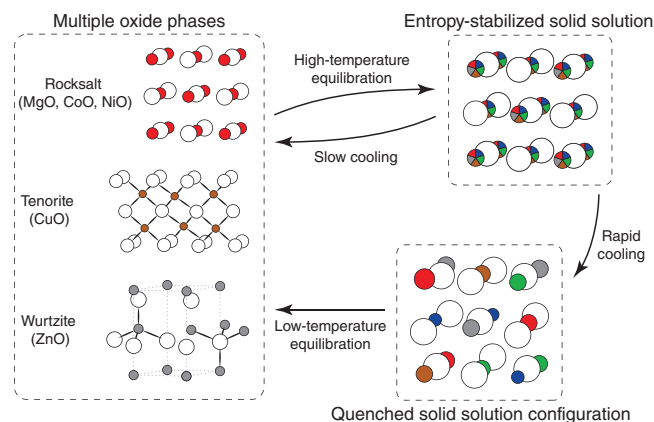 Multiple oxide phases
Rocksalt
(MgO, CoO, NiO)
Tenorite
(CuO)
Wurtzite
(ZnO)
High-temperature
equilibration
Slow cooling
Entropy-stabilized solid solution
Rapid
cooling
Low-temperature
equilibration
Quenched solid solution configuration